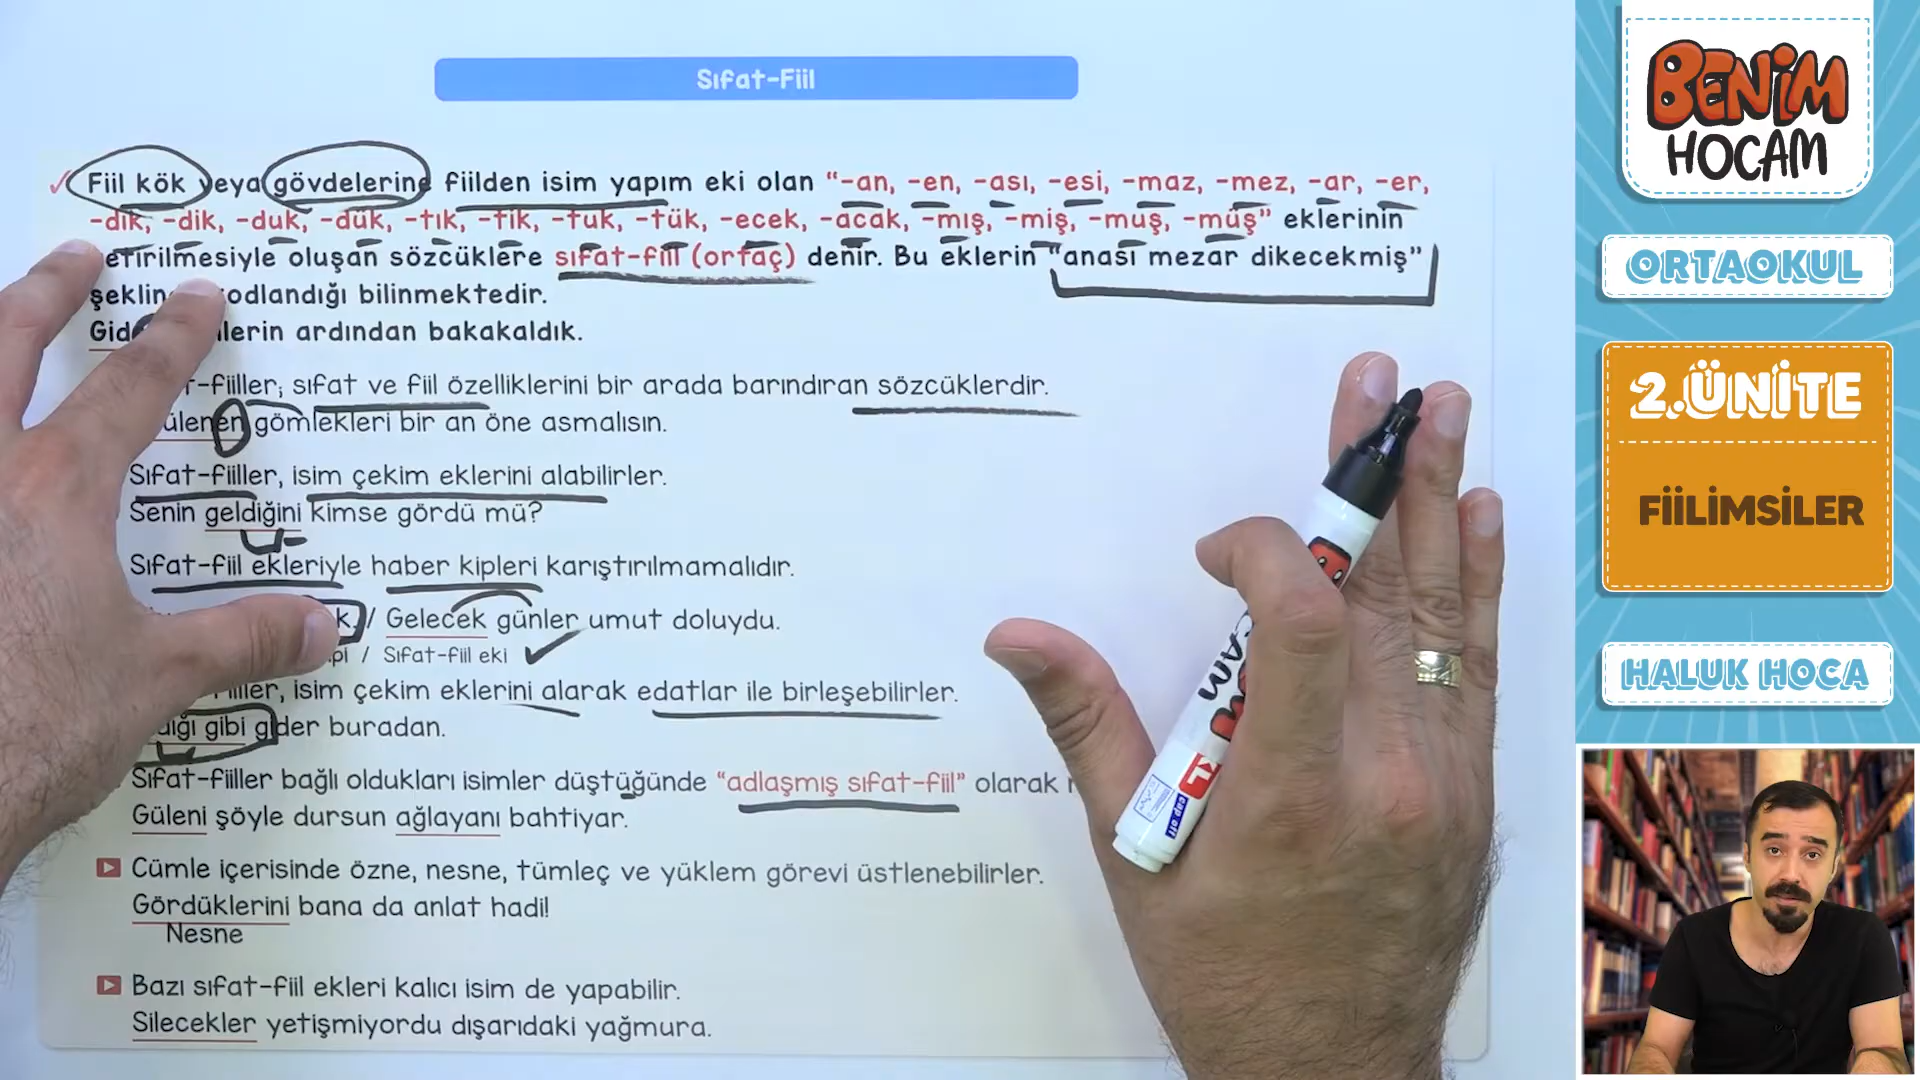 Sıfat-Fiil
Fiil kök veya gövdelerine fiilden isim yapım eki olan “-an, -en, -ası, -esi, -maz, -mez, -ar, -er,
-dık, -dik, -duk, -dük, -tık, -tik, -tuk, -tük, -ecek, -acak, -mış, -miş, -muş, -müş” eklerinin
etirilmesiyle oluşan sözcüklere sıfat-fiil (ortaç) denir. Bu eklerin “anası mezar dikecekmiş”
şeklin odlandığı bilinmektedir.
Gid lerin ardından bakakaldık.
-fiiller, sıfat ve fiil özelliklerini bir arada barındıran sözcüklerdir.
ülenen gömlekleri bir an öne asmalısın.
Sıfat-fiiller, isim çekim eklerini alabilirler.
Senin geldiğini kimse gördü mü?
Sıfat-fiil ekleriyle haber kipleri karıştırılmamalıdır.
k. / Gelecek günler umut doluydu.
pi / Sıfat-fiil eki
iller, isim çekim eklerini alarak edatlar ile birleşebilirler.
dığı gibi gider buradan.
Sıfat-fiiller bağlı oldukları isimler düştüğünde “adlaşmış sıfat-fiil” olarak
Güleni şöyle dursun ağlayanı bahtiyar.
Cümle içerisinde özne, nesne, tümleç ve yüklem görevi üstlenebilirler.
Gördüklerini bana da anlat hadi!
Nesne
Bazı sıfat-fiil ekleri kalıcı isim de yapabilir.
Silecekler yetişmiyordu dışarıdaki yağmura.
BENİM
HOCAM
ORTAOKUL
2.ÜNİTE
FİİLİMSİLER
HALUK HOCA